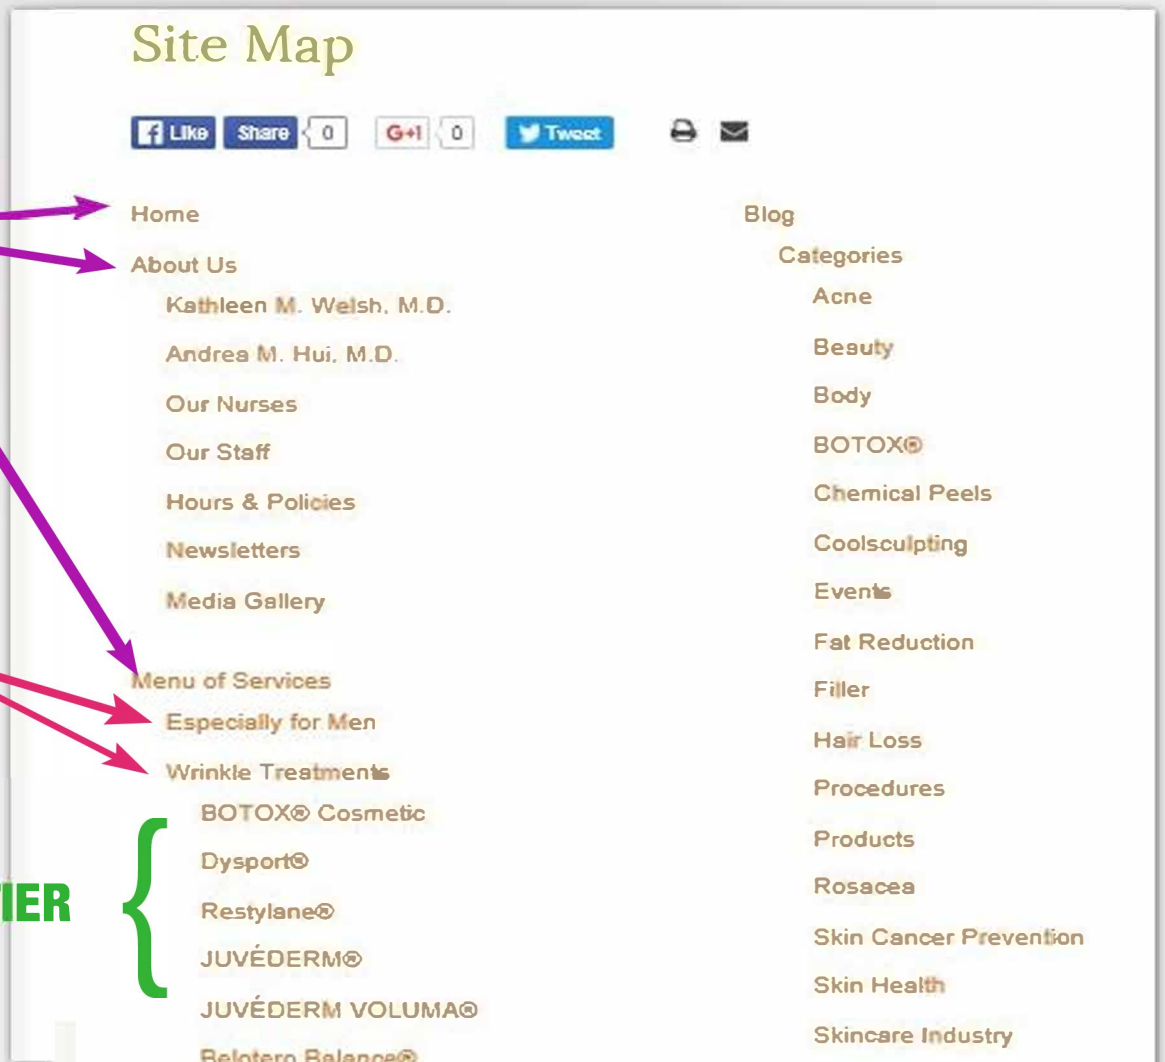 Site Map
Like Share 0 G+1 0 Tweet
Home
About Us
Kathleen M. Welsh, M.D.
Andrea M. Hui, M.D.
Our Nurses
Our Staff
Hours & Policies
Newsletters
Media Gallery
Menu of Services
Especially for Men
Wrinkle Treatments
BOTOX® Cosmetic
Dysport®
Restylane®
JUVÉDERM®
JUVÉDERM VOLUMA®
Belotero Balance®
TIER
Blog
Categories
Acne
Beauty
Body
BOTOX®
Chemical Peels
Coolsculpting
Events
Fat Reduction
Filler
Hair Loss
Procedures
Products
Rosacea
Skin Cancer Prevention
Skin Health
Skincare Industry